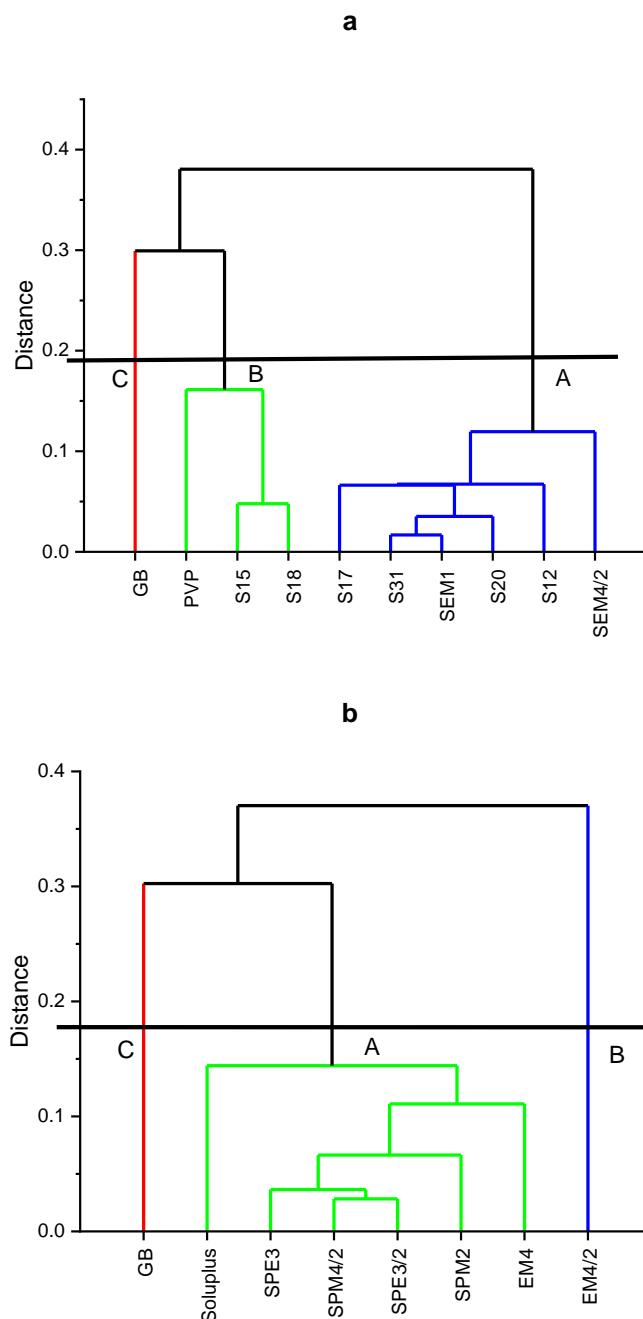 a
0.4
0.3
0.2
0.1
0.0
Distance
C
B
A
GB
PVP
S15
S18
S17
S31
SEM1
S20
S12
SEM4/2
b
0.4
0.3
0.2
0.1
0.0
Distance
C
A
B
GB
Soluplus
SPE3
SPM4/2
SPE3/2
SPM2
EM4
EM4/2